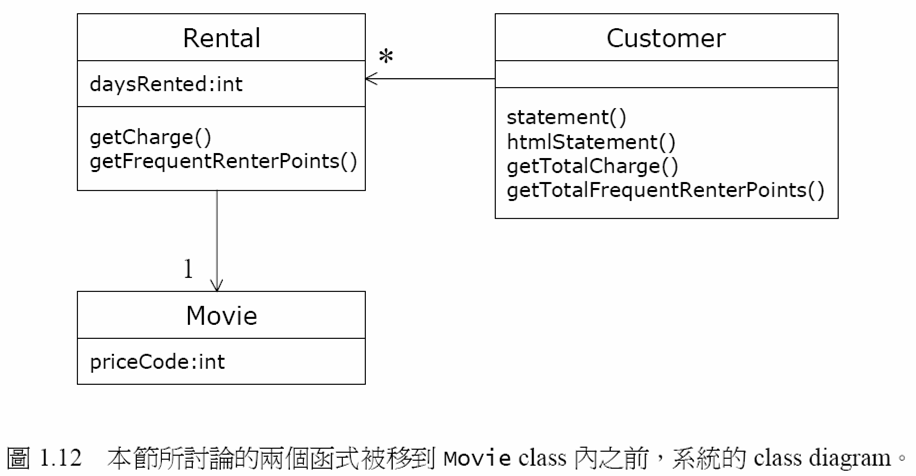 Rental
daysRented:int
getCharge()
getFrequentRenterPoints()
*
Customer
statement()
htmlStatement()
getTotalCharge()
getTotalFrequentRenterPoints()
1
Movie
priceCode:int
圖 1.12 本節所討論的兩個函式被移到 Movie class 內之前，系統的 class diagram。